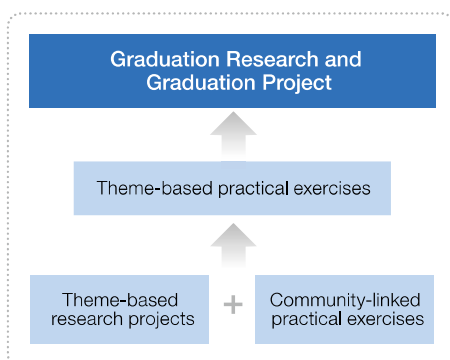 Graduation Research and
Graduation Project
Theme-based practical exercises
Theme-based
research projects
+
Community-linked
practical exercises